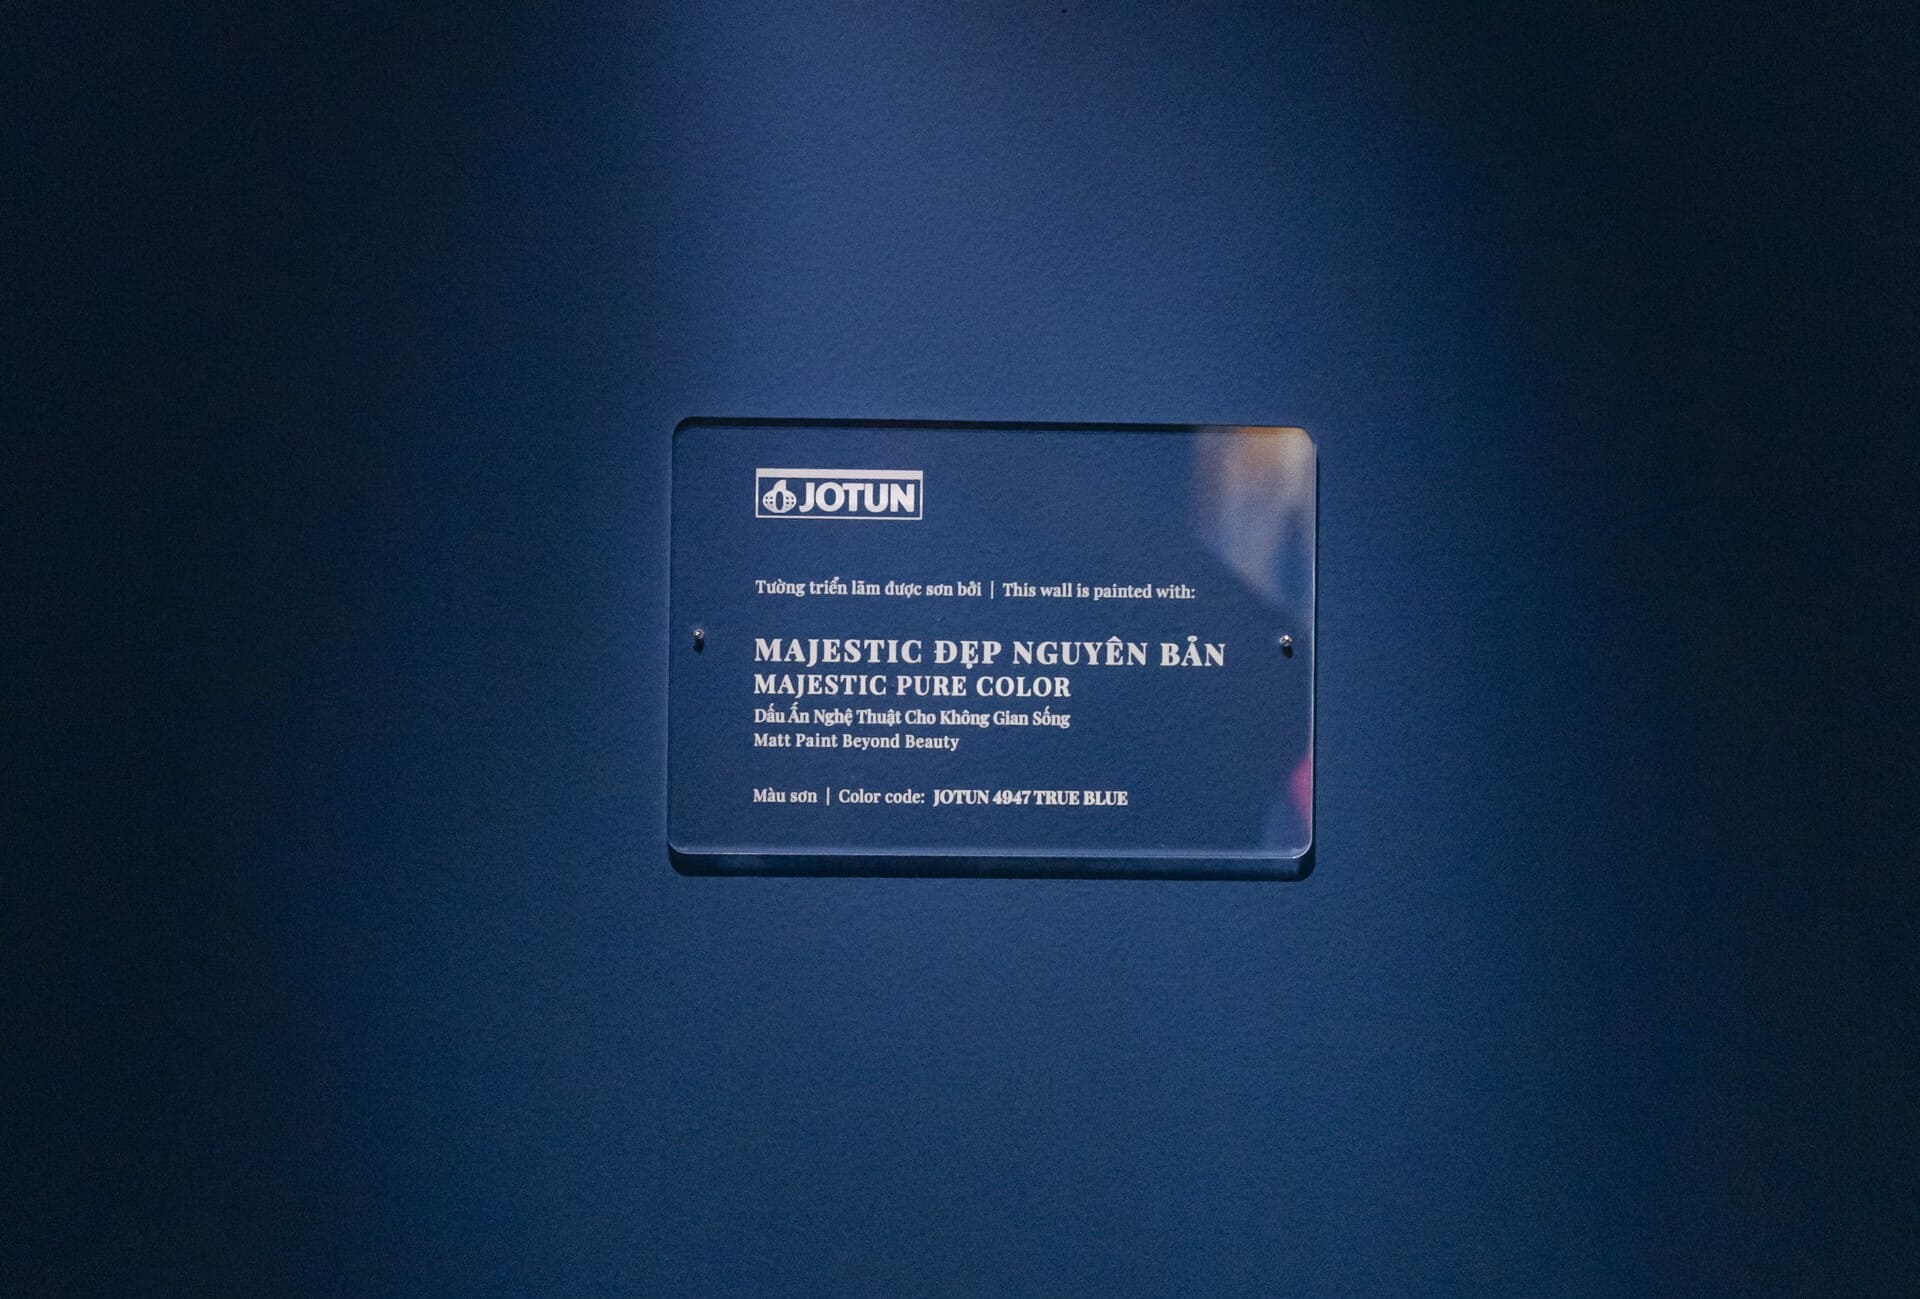 JOTUN
Tường triển lãm được sơn bởi | This wall is painted with:
MAJESTIC ĐẸP NGUYÊN BẢN
MAJESTIC PURE COLOR
Dấu Ấn Nghệ Thuật Cho Không Gian Sống
Matt Paint Beyond Beauty
Màu sơn | Color code: JOTUN 4947 TRUE BLUE